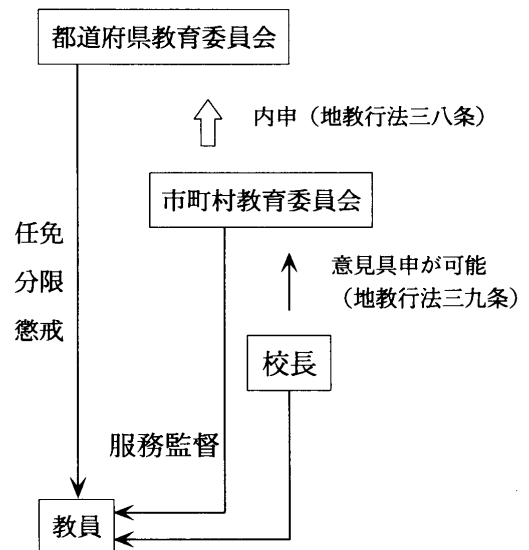 都道府県教育委員会
内申（地教行法三八条）
市町村教育委員会
任免
分限
懲戒
意見具申が可能
（地教行法三九条）
校長
服務監督
教員